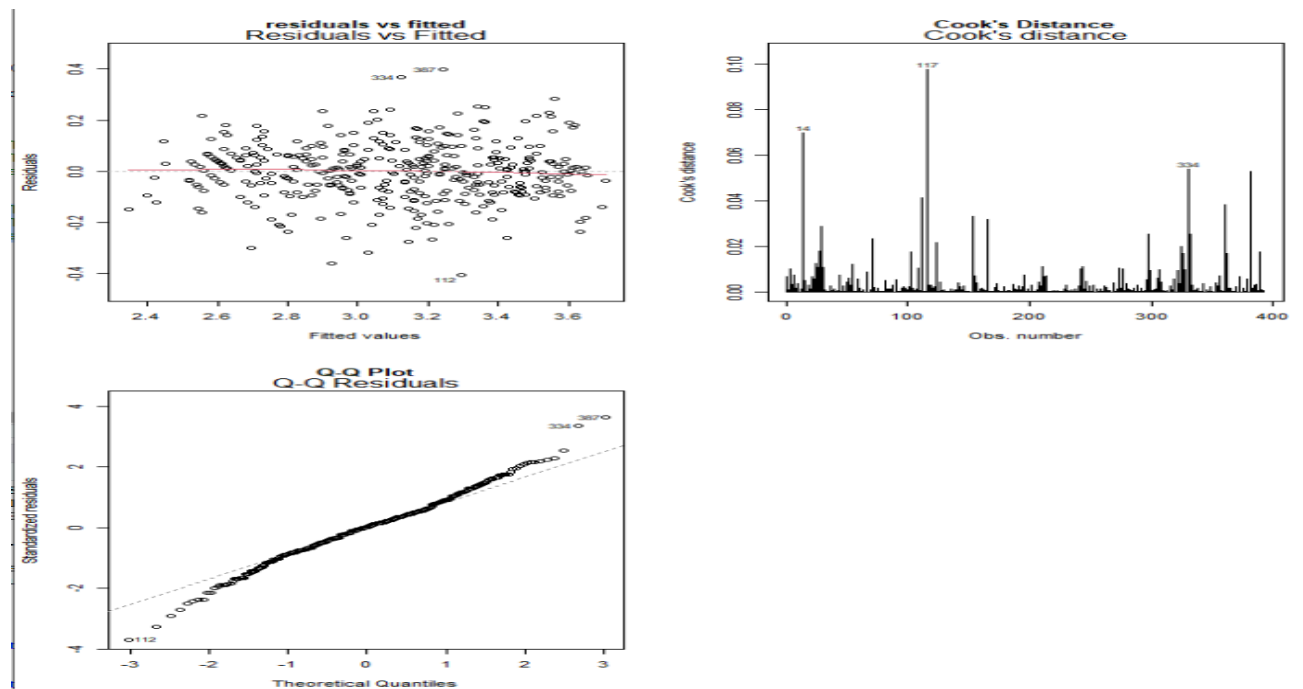 residuals vs fitted
Residuals vs Fitted
Residuals
0.4
0.2
0.0
-0.2
-0.4
334
387
112
2.4 2.6 2.8 3.0 3.2 3.4 3.6
Fitted values
Cook's Distance
Cook's distance
Cook's distance
0.10
0.08
0.06
0.04
0.02
0.00
14
117
334
0 100 200 300 400
Obs. number
Q-Q Plot
Q-Q Residuals
Standardized residuals
4
2
0
-2
-4
387
334
112
-3 -2 -1 0 1 2 3
Theoretical Quantiles